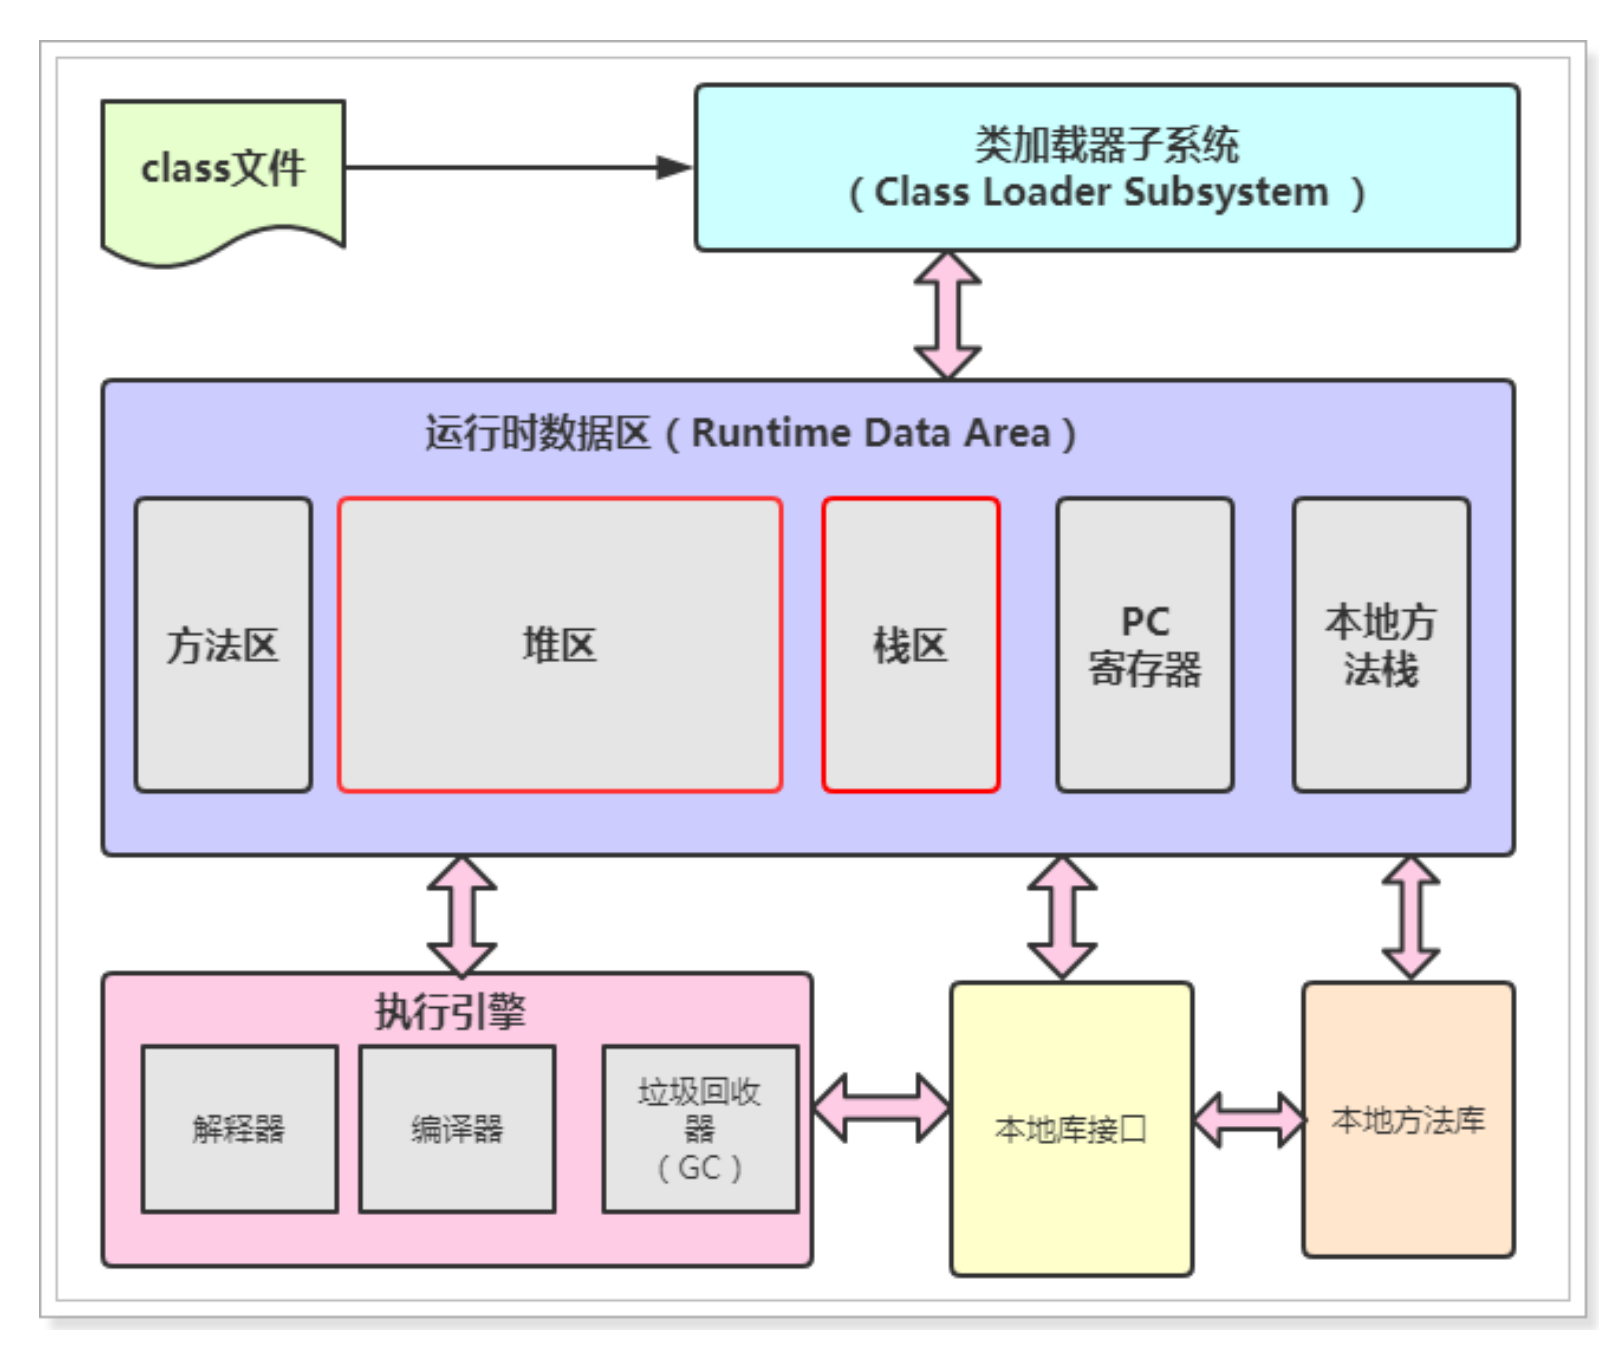 class文件
类加载器子系统
（Class Loader Subsystem ）
运行时数据区（Runtime Data Area）
方法区
堆区
栈区
PC
寄存器
本地方
法栈
执行引擎
解释器
编译器
垃圾回收
器
（GC）
本地库接口
本地方法库